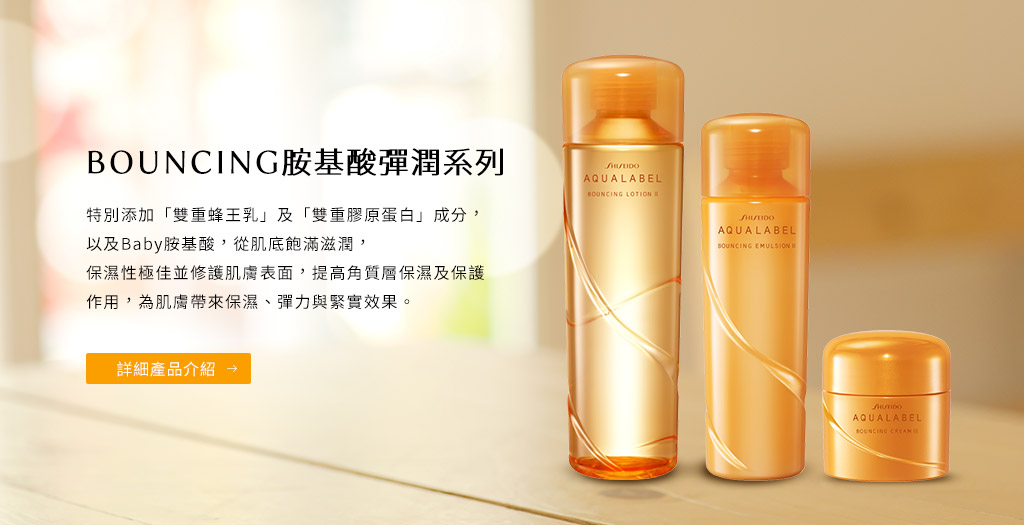 BOUNCING胺基酸彈潤系列
特別添加「雙重蜂王乳」及「雙重膠原蛋白」成分，
以及Baby胺基酸，從肌底飽滿滋潤，
保濕性極佳並修護肌膚表面，提高角質層保濕及保護
作用，為肌膚帶來保濕、彈力與緊實效果。
詳細產品介紹 →
SHISEIDO
AQUALABEL
BOUNCING LOTION II
SHISEIDO
AQUALABEL
BOUNCING EMULSION II
SHISEIDO
AQUALABEL
BOUNCING CREAM II